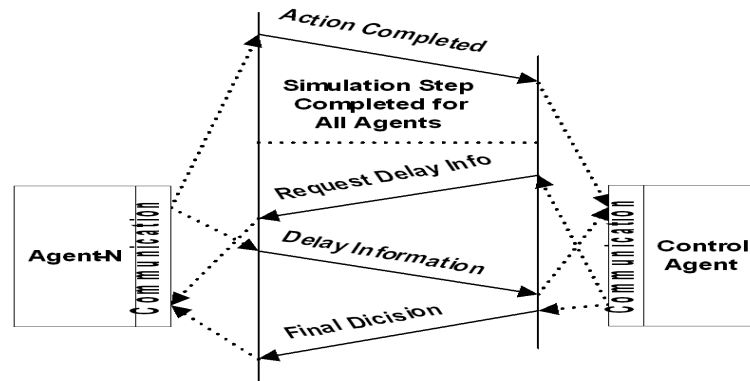 Action Completed
Simulation Step
Completed for
All Agents
Request Delay Info
Agent-N
Communication
Delay Information
Communication
Control
Agent
Final Dicision